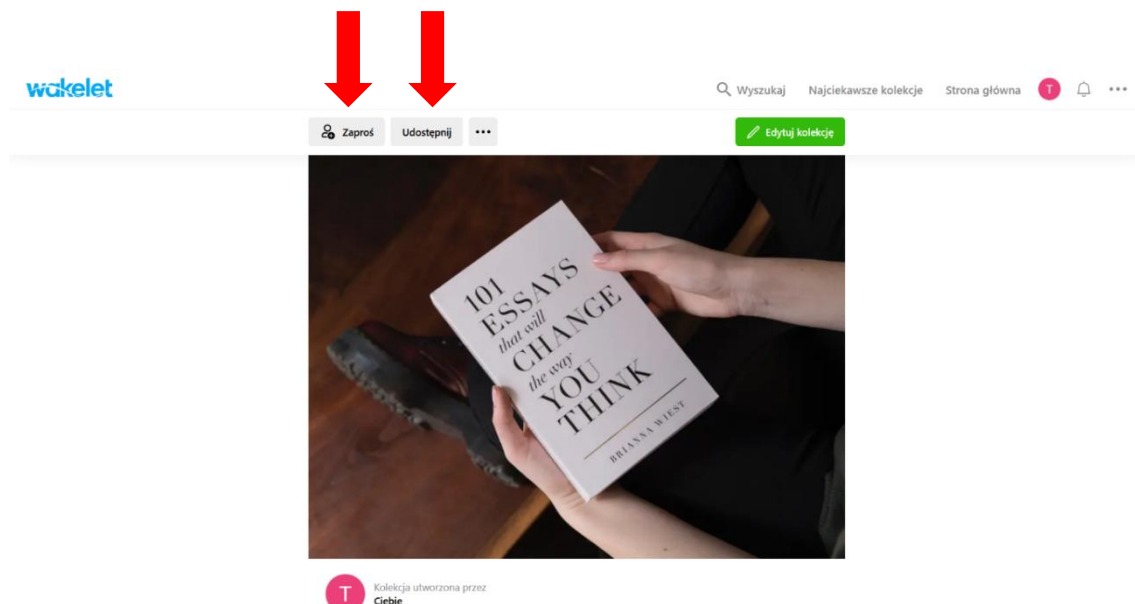 wakelet
Wyszukaj Najciekawsze kolekcje Strona główna T
Zaproś Udostępnij Edytuj kolekcję
101
ESSAYS
that will
CHANGE
the way
YOU
THINK
BRIANNA WIEST
T
Kolekcja utworzona przez
Ciebie